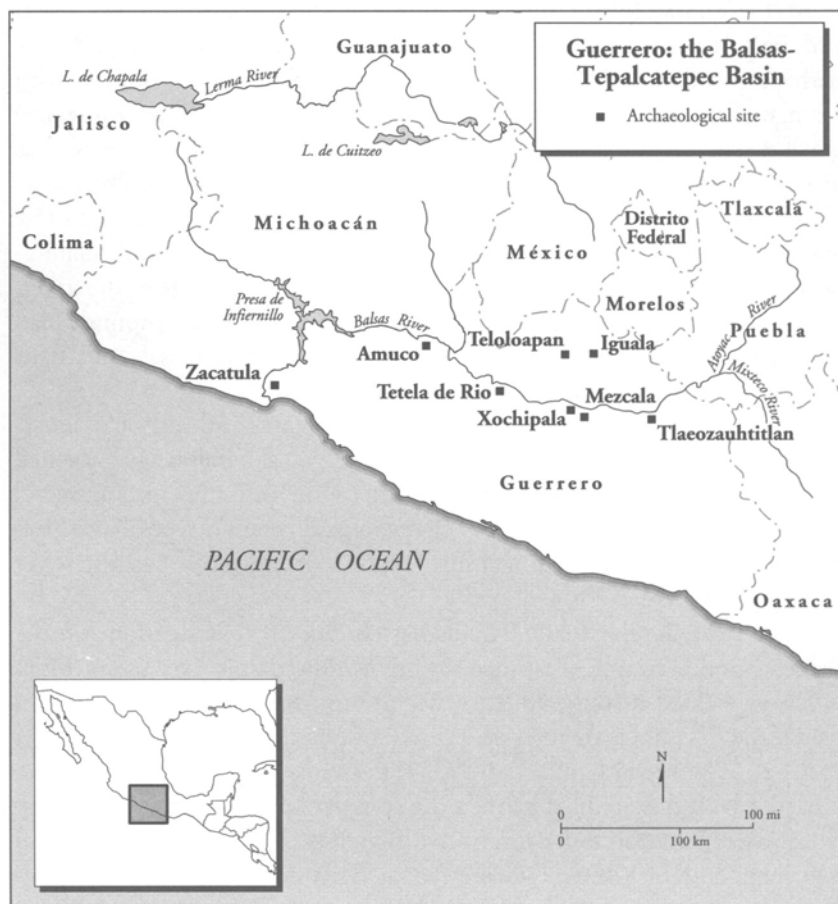 Guanajuato
Guerrero: the Balsas-
Tepalcatepec Basin
■ Archaeological site
L. de Chapala
Lerma River
Jalisco
L. de Cuitzeo
Michoacán
Colima
Distrito
Federal
Tlaxcala
México
Morelos
Puebla
Presa de
Infiernillo
Balsas River
Atoyac River
Mixteco River
Amuco
Teloloapan
Iguala
Zacatula
Tetela de Rio
Mezcala
Xochipala
Tlaeozauhtitlan
Guerrero
PACIFIC OCEAN
Oaxaca
N
0 100 mi
0 100 km